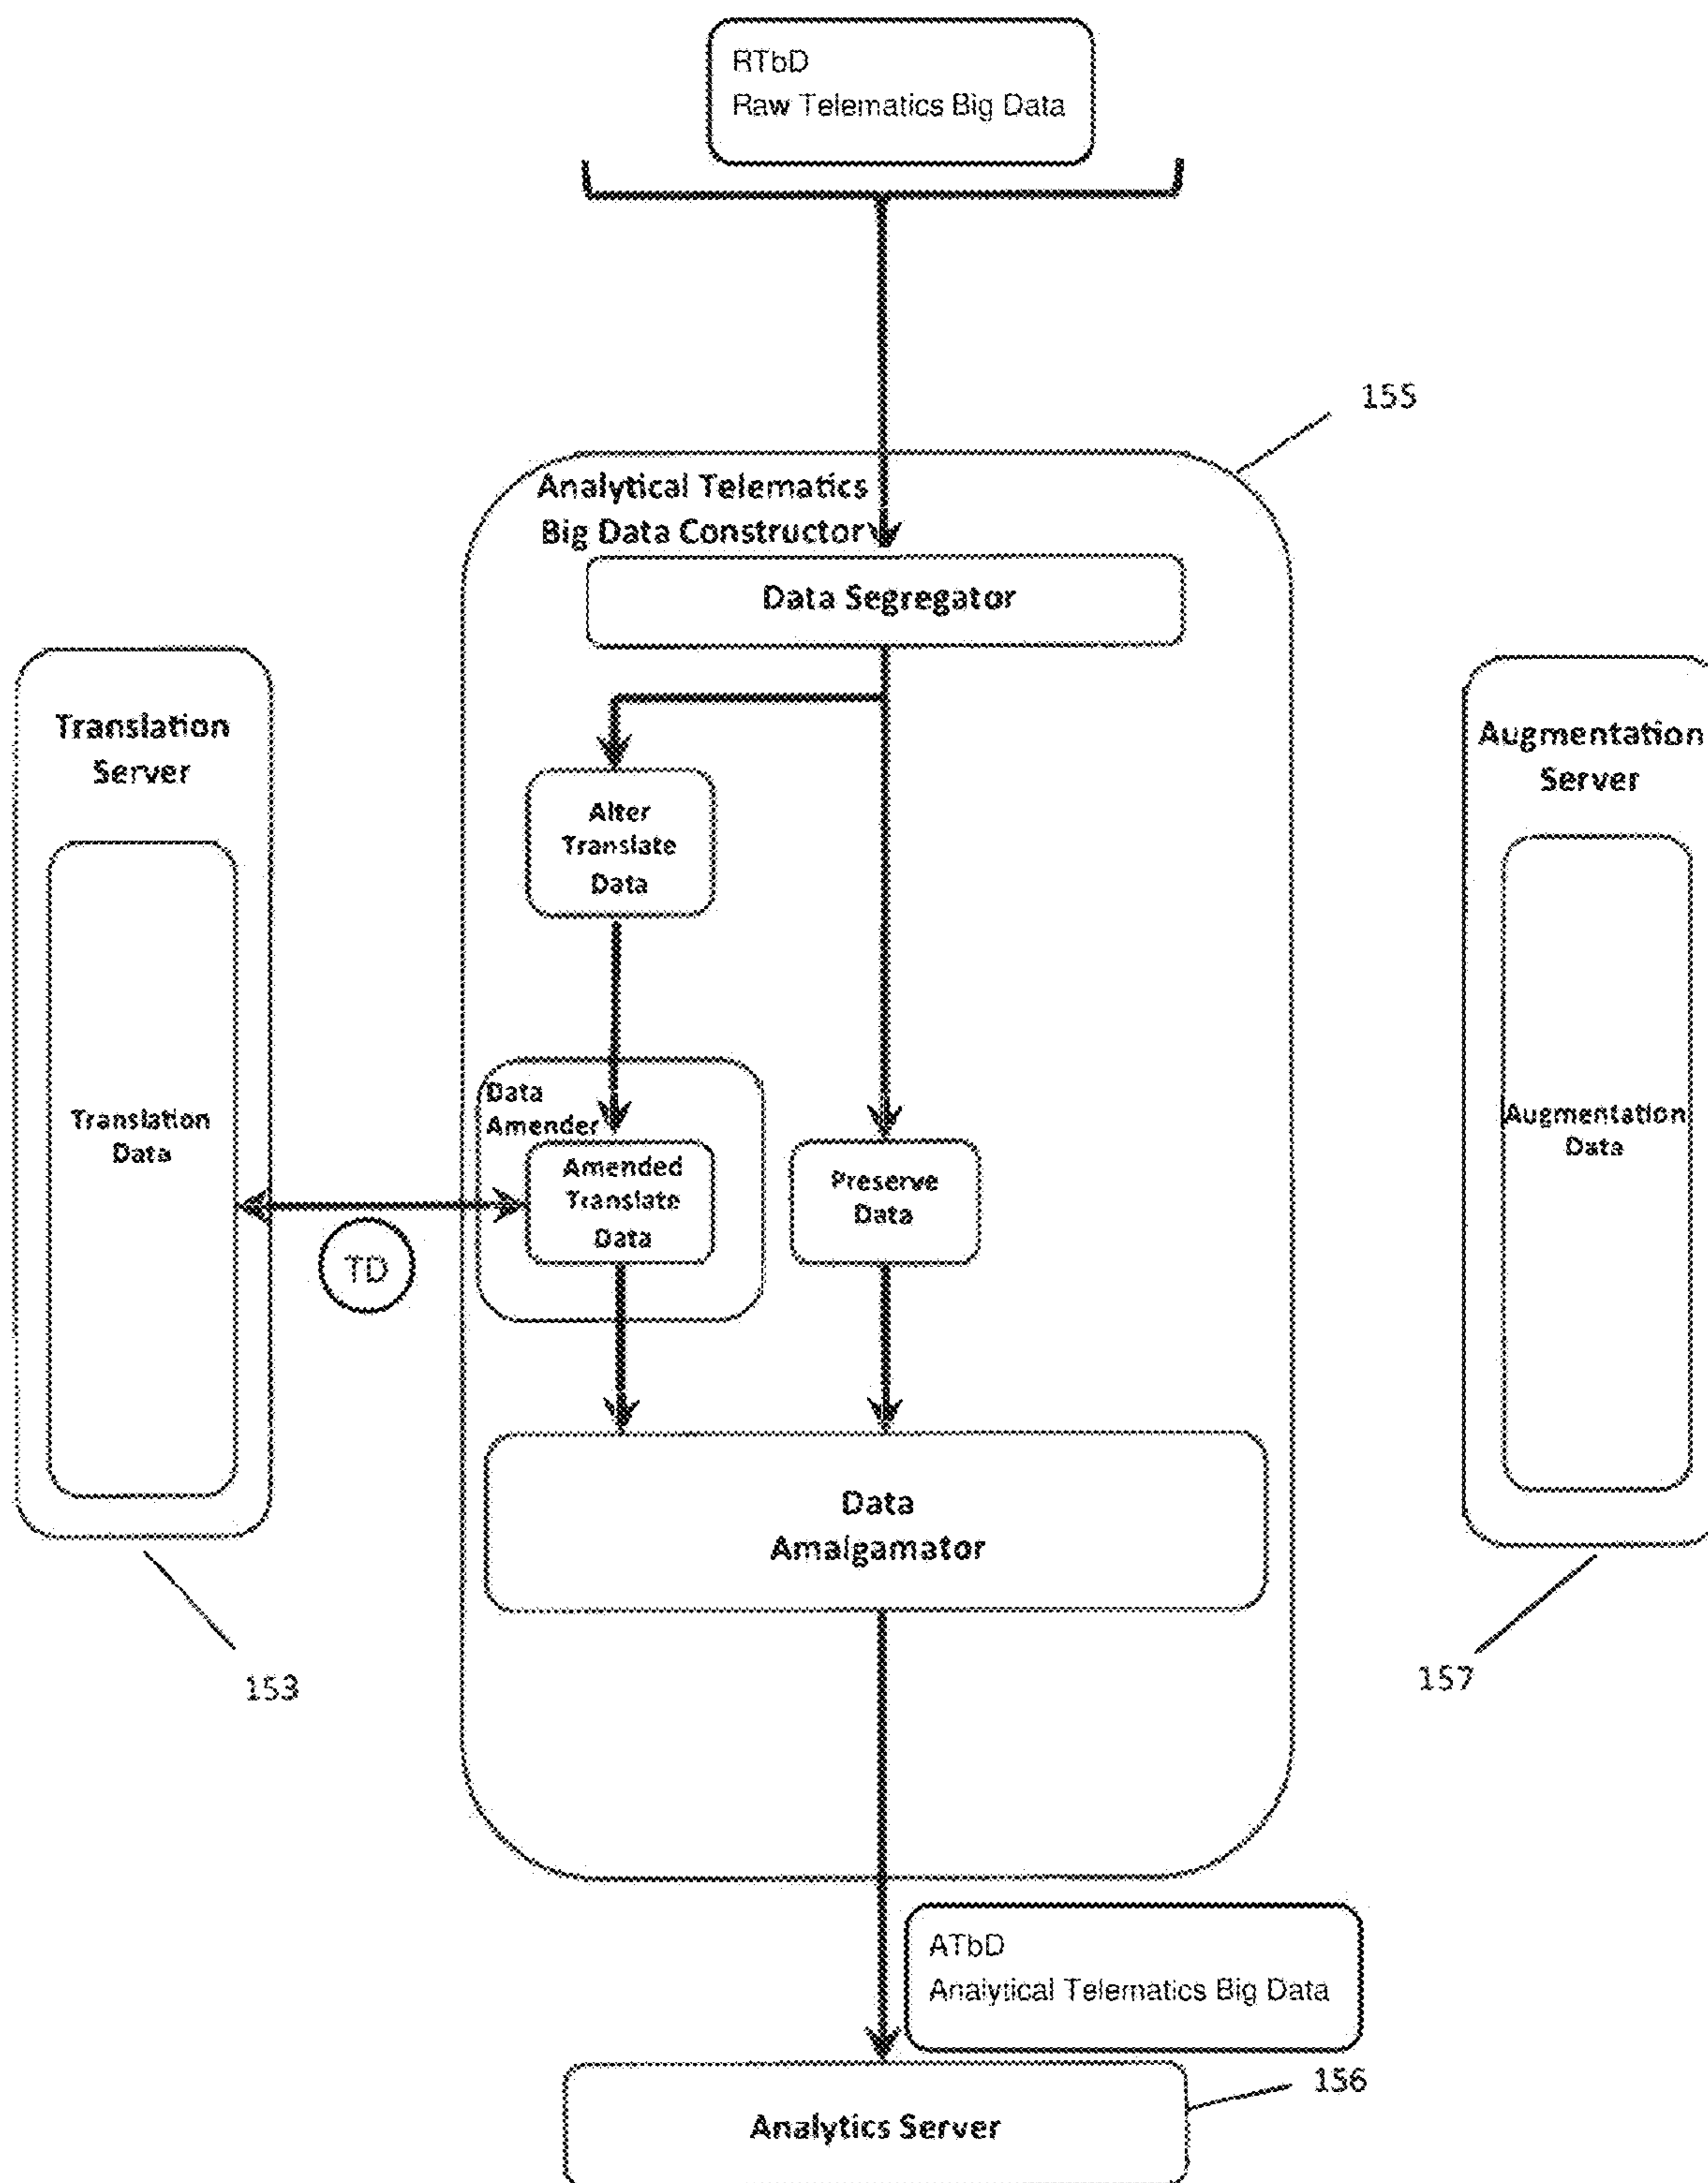 RTbD
Raw Telematics Big Data
155
Analytical Telematics
Big Data Constructor
Data Segregator
Translation
Server
Augmentation
Server
Alter
Translate
Data
Data
Amender
Translation
Data
Amended
Translate
Data
Preserve
Data
Augmentation
Data
TD
Data
Amalgamator
153
157
ATbD
Analytical Telematics Big Data
156
Analytics Server